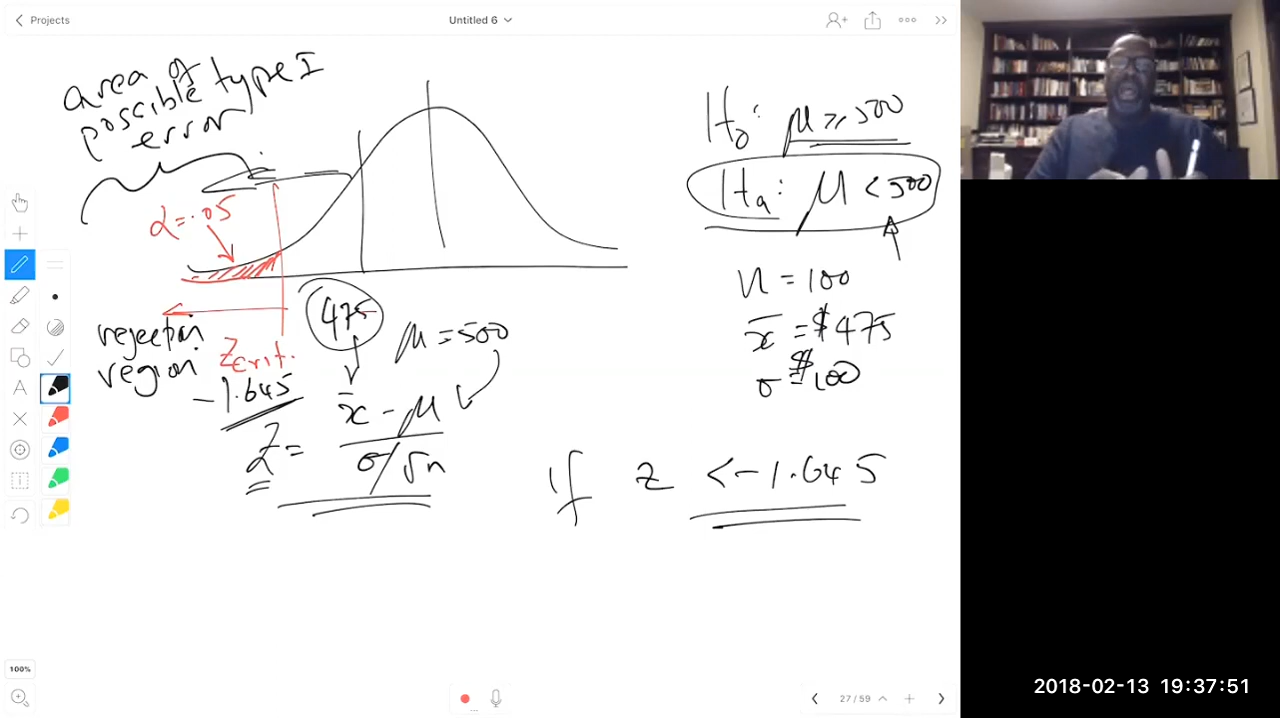 Projects
Untitled 6
area of
possible type I
error
α = .05
rejection
region
Zcrit.
-1.645
475
μ = 500
Z = x̄ - μ
σ/√n
H₀: μ ≥ 500
Hₐ: μ < 500
n = 100
x̄ = $475
σ = $100
if z < -1.645
A
100%
27/59
2018-02-13 19:37:51